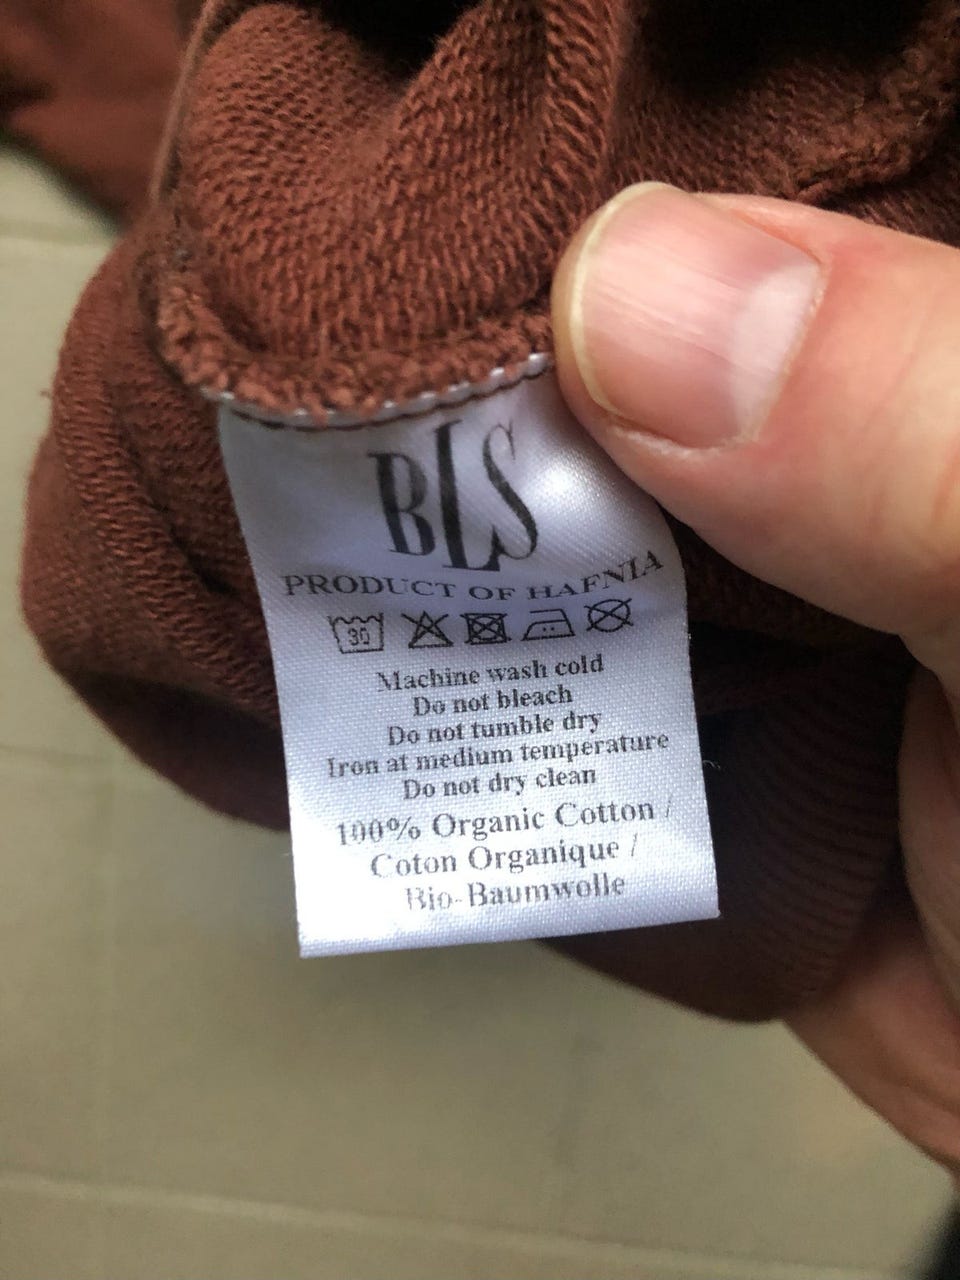 BLS
PRODUCT OF HAFNIA
30
Machine wash cold
Do not bleach
Do not tumble dry
Iron at medium temperature
Do not dry clean
100% Organic Cotton /
Coton Organique /
Bio-Baumwolle